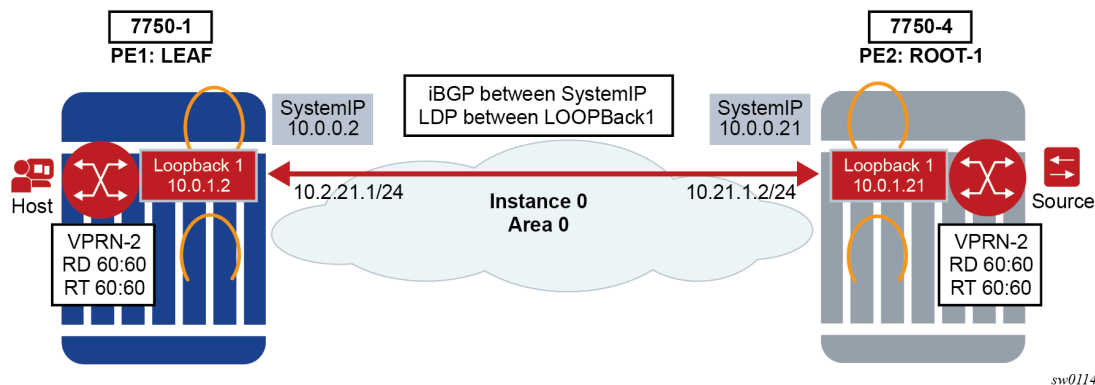 7750-1
PE1: LEAF
7750-4
PE2: ROOT-1
SystemIP
10.0.0.2
iBGP between SystemIP
LDP between LOOPBack1
SystemIP
10.0.0.21
Loopback 1
10.0.1.2
Loopback 1
10.0.1.21
Host
10.2.21.1/24
10.21.1.2/24
Source
Instance 0
Area 0
VPRN-2
RD 60:60
RT 60:60
VPRN-2
RD 60:60
RT 60:60
sw0114